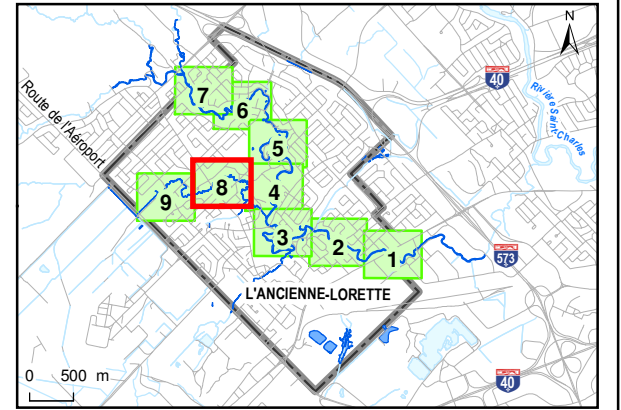 N
40
Rivière Saint-Charles
Route de l'Aéroport
7
6
5
8
4
9
3
2
1
573
L'ANCIENNE-LORETTE
40
0 500 m